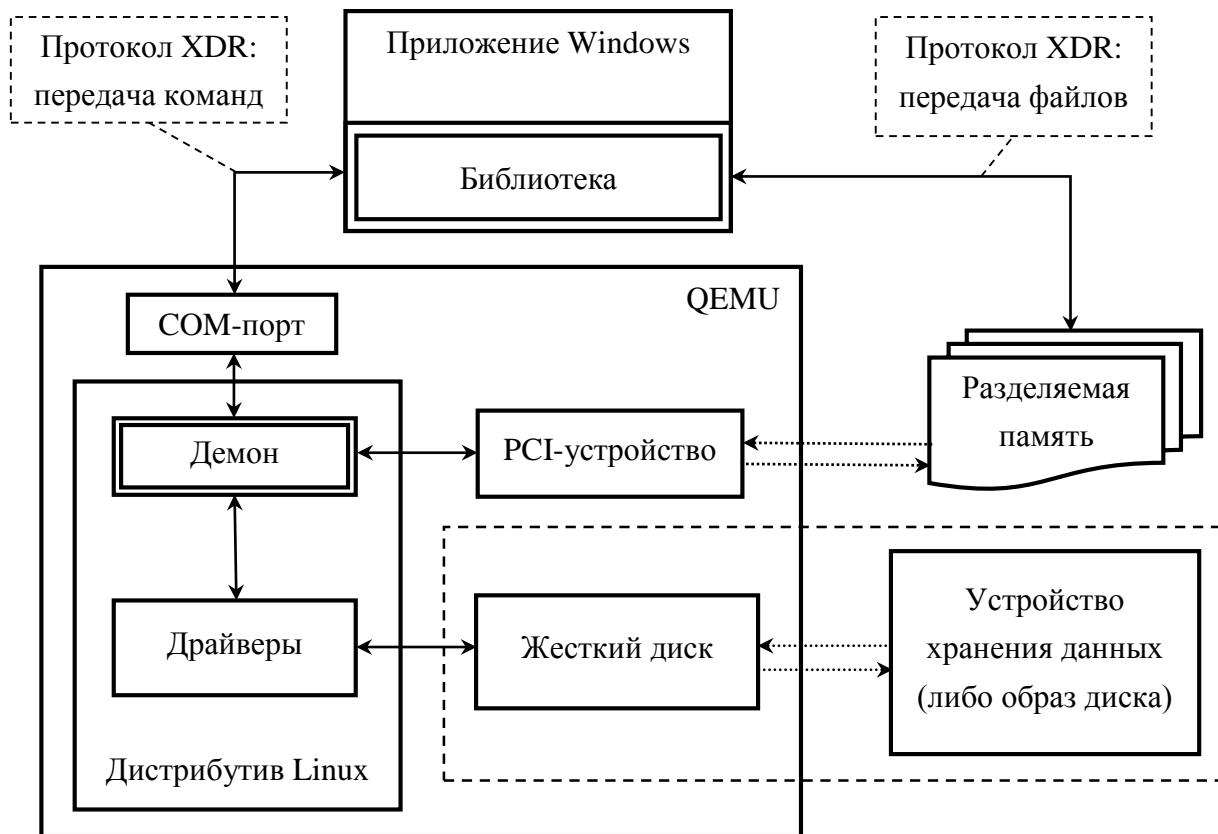 Протокол XDR:
передача команд
Приложение Windows
Протокол XDR:
передача файлов
Библиотека
QEMU
COM-порт
Разделяемая
память
Демон
PCI-устройство
Драйверы
Жесткий диск
Устройство
хранения данных
(либо образ диска)
Дистрибутив Linux